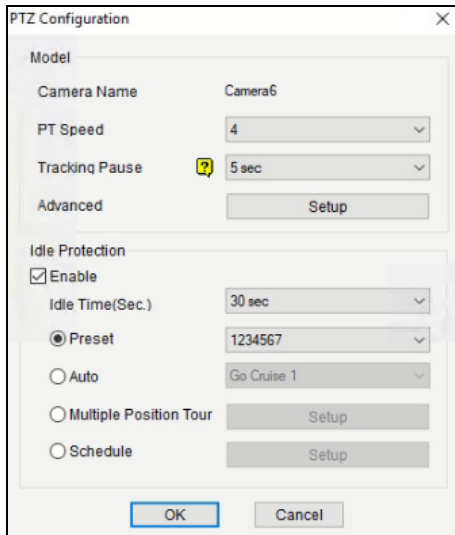 PTZ Configuration
Model
Camera Name Camera6
PT Speed 4
Tracking Pause ? 5 sec
Advanced Setup
Idle Protection
Enable
Idle Time(Sec.) 30 sec
Preset 1234567
Auto Go Cruise 1
Multiple Position Tour Setup
Schedule Setup
OK Cancel